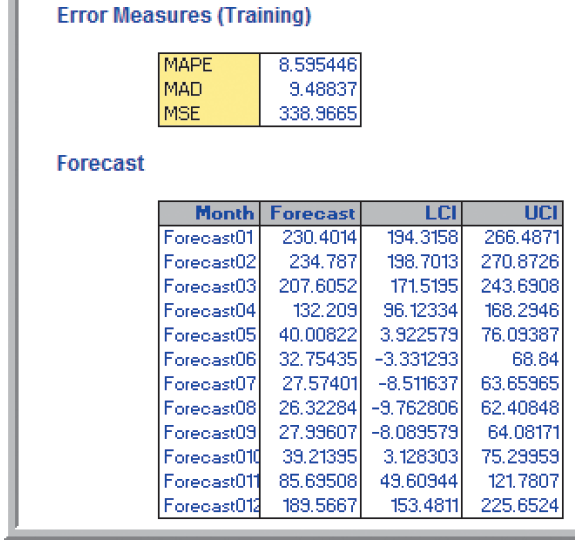 Error Measures (Training)
MAPE 8.595446
MAD 9.48837
MSE 338.9665
Forecast
Month Forecast LCI UCI
Forecast01 230.4014 194.3158 266.4871
Forecast02 234.787 198.7013 270.8726
Forecast03 207.6052 171.5195 243.6908
Forecast04 132.209 96.12334 168.2946
Forecast05 40.00822 3.922579 76.09387
Forecast06 32.75435 -3.331293 68.84
Forecast07 27.57401 -8.511637 63.65965
Forecast08 26.32284 -9.762806 62.40848
Forecast09 27.99607 -8.089579 64.08171
Forecast010 39.21395 3.128303 75.29959
Forecast011 85.69508 49.60944 121.7807
Forecast012 189.5667 153.4811 225.6524